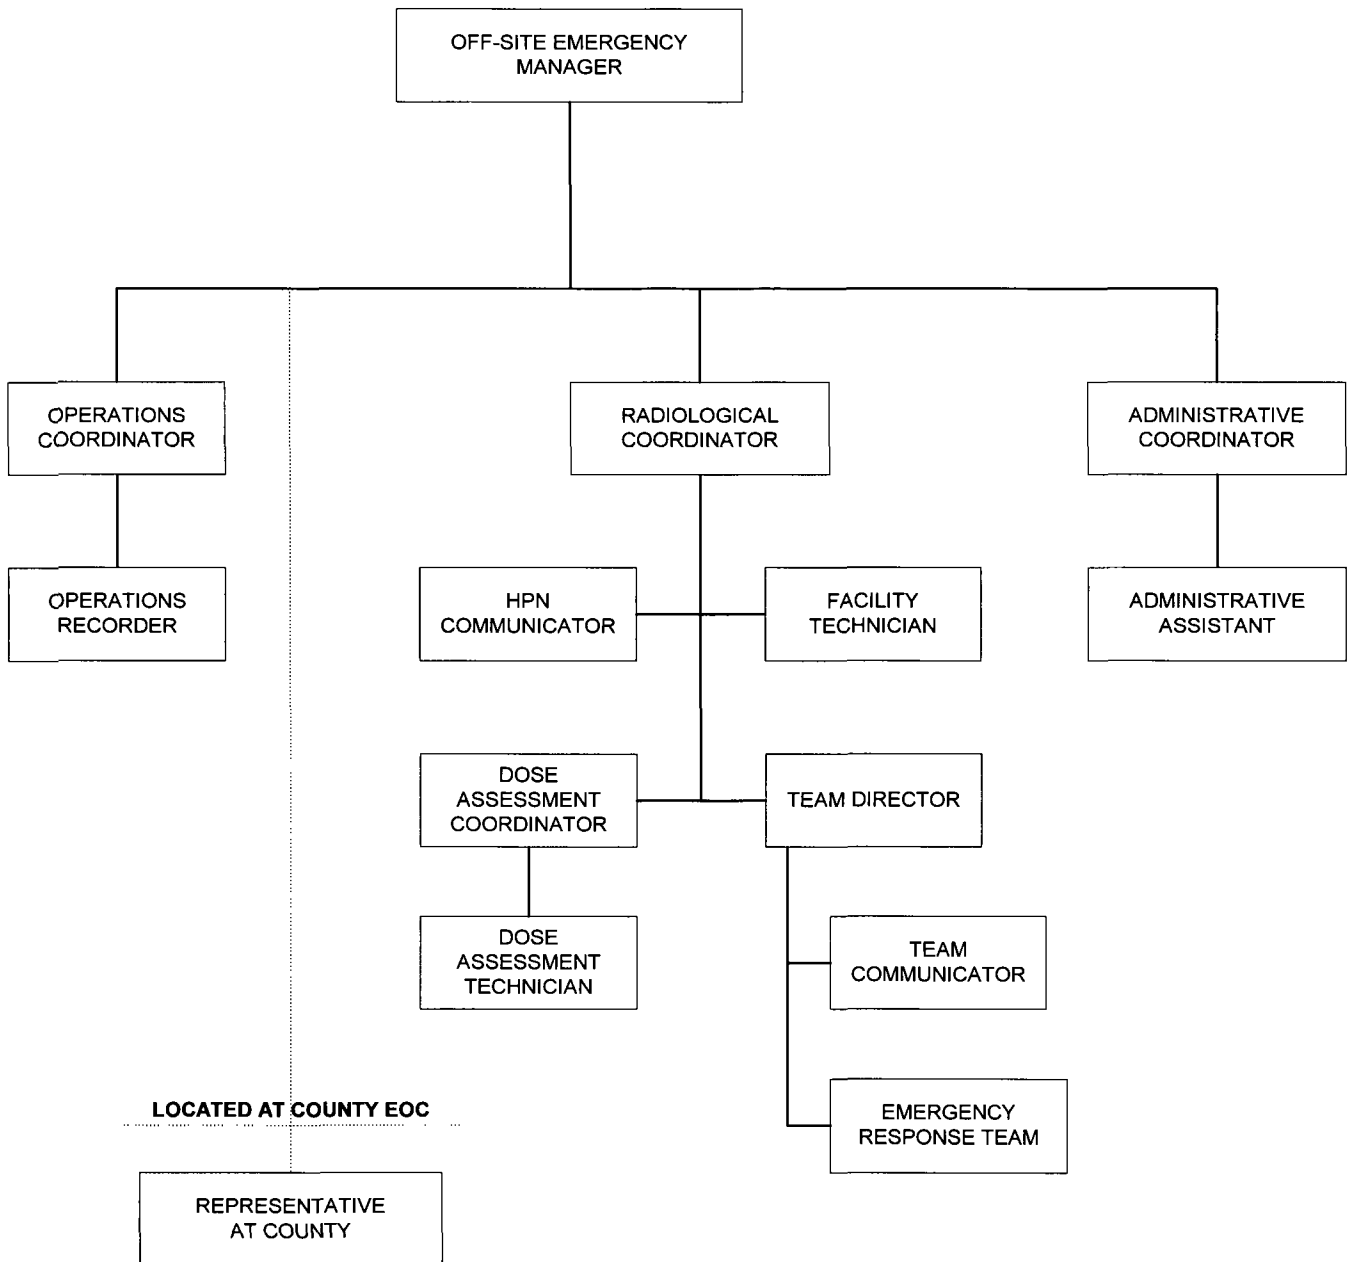 OFF-SITE EMERGENCY
MANAGER
OPERATIONS
COORDINATOR
RADIOLOGICAL
COORDINATOR
ADMINISTRATIVE
COORDINATOR
OPERATIONS
RECORDER
HPN
COMMUNICATOR
FACILITY
TECHNICIAN
ADMINISTRATIVE
ASSISTANT
DOSE
ASSESSMENT
COORDINATOR
TEAM DIRECTOR
DOSE
ASSESSMENT
TECHNICIAN
TEAM
COMMUNICATOR
LOCATED AT COUNTY EOC
EMERGENCY
RESPONSE TEAM
REPRESENTATIVE
AT COUNTY